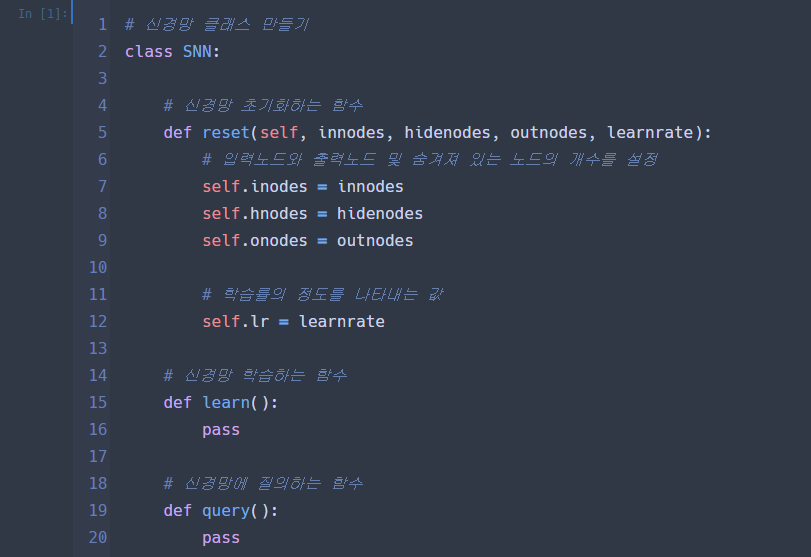 In [1]:
1 # 신경망 클래스 만들기
2 class SNN:
3
4 # 신경망 초기화하는 함수
5 def reset(self, innodes, hidenodes, outnodes, learnrate):
6 # 입력노드와 출력노드 및 숨겨져 있는 노드의 개수를 설정
7 self.inodes = innodes
8 self.hnodes = hidenodes
9 self.onodes = outnodes
10
11 # 학습률의 정도를 나타내는 값
12 self.lr = learnrate
13
14 # 신경망 학습하는 함수
15 def learn():
16 pass
17
18 # 신경망에 질의하는 함수
19 def query():
20 pass